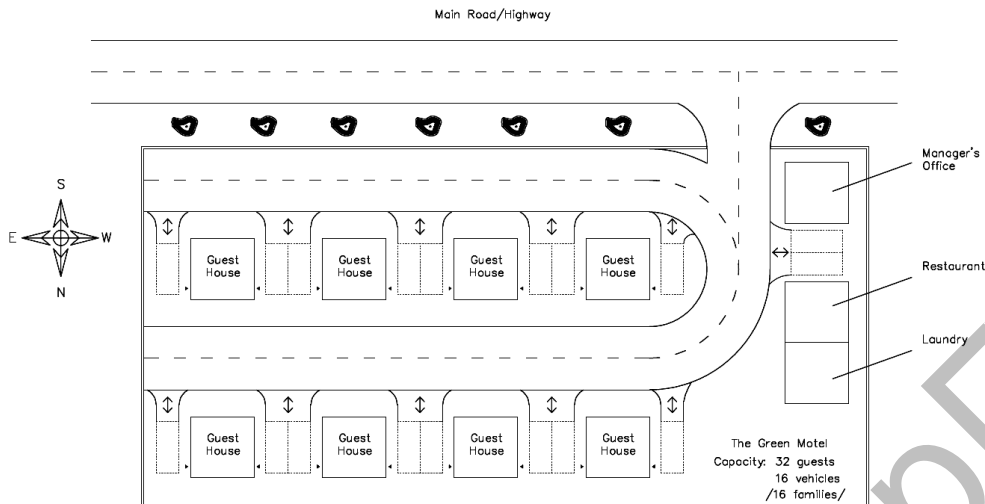 Main Road/Highway
Manager's
Office
S
E
W
N
Guest
House
Guest
House
Guest
House
Guest
House
Restaurant
Laundry
Guest
House
Guest
House
Guest
House
Guest
House
The Green Motel
Capacity: 32 guests
16 vehicles
/16 families/